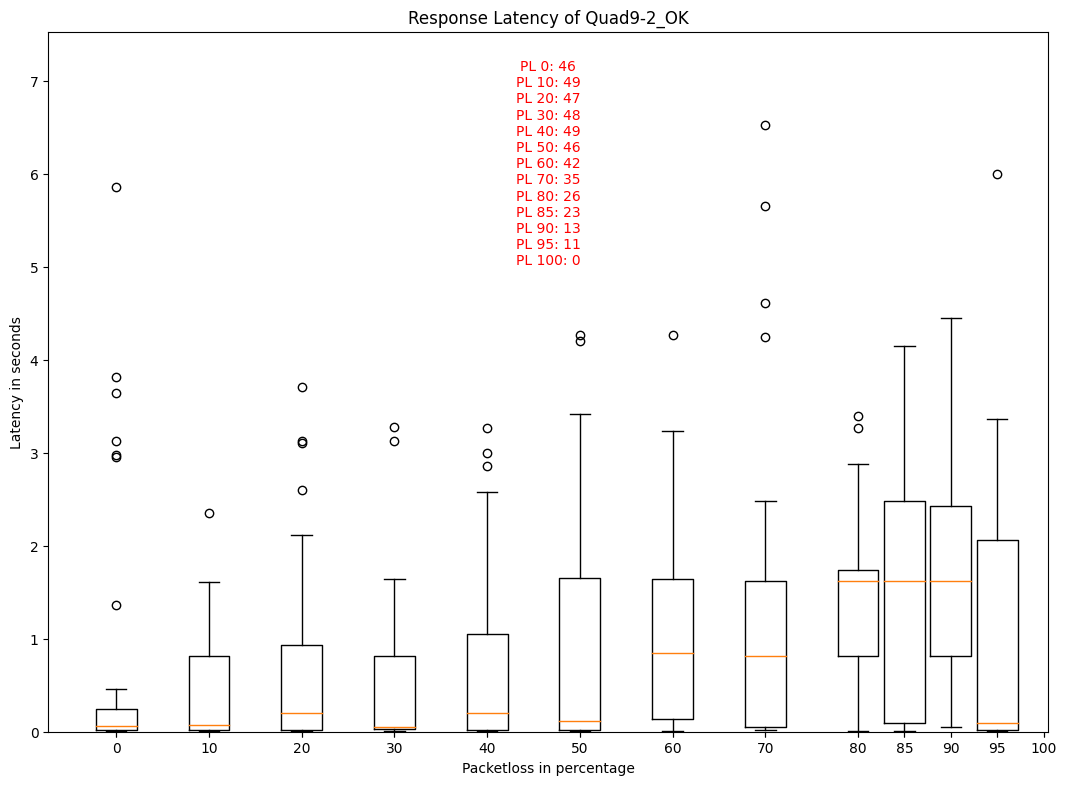 Response Latency of Quad9-2_OK
PL 0: 46
PL 10: 49
PL 20: 47
PL 30: 48
PL 40: 49
PL 50: 46
PL 60: 42
PL 70: 35
PL 80: 26
PL 85: 23
PL 90: 13
PL 95: 11
PL 100: 0
Latency in seconds
7
6
5
4
3
2
1
0
0 10 20 30 40 50 60 70 80 85 90 95 100
Packetloss in percentage